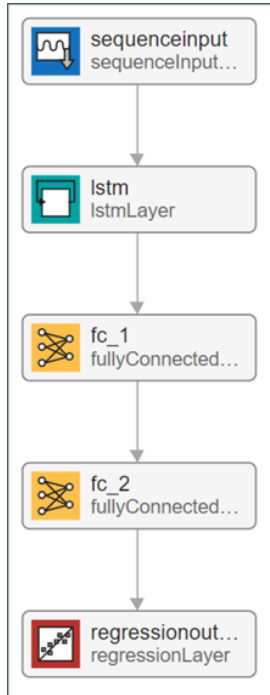 sequenceinput
sequenceInput...
lstm
lstmLayer
fc_1
fullyConnected...
fc_2
fullyConnected...
regressionout...
regressionLayer